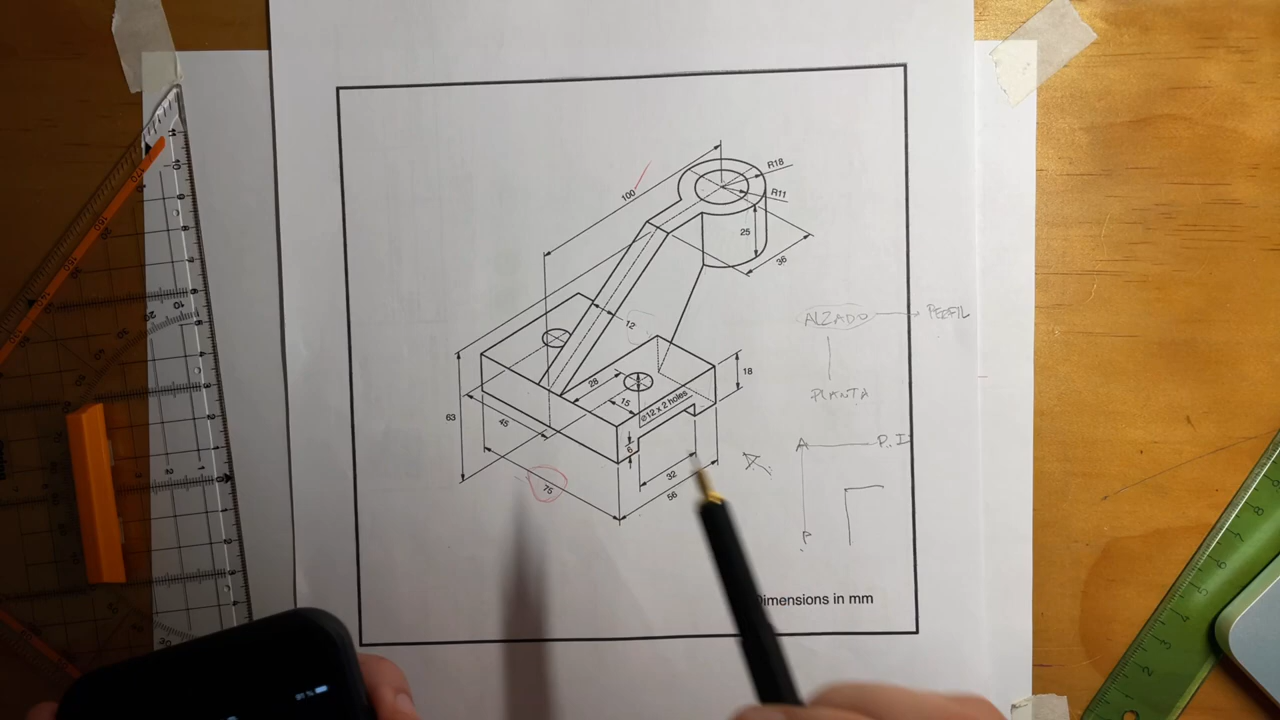 100
R18
R11
25
36
12
28
15
Ø12 x 2 holes
18
63
45
6
75
32
56
ALZADO PERFIL
PLANTA
A P.I
P
Dimensions in mm